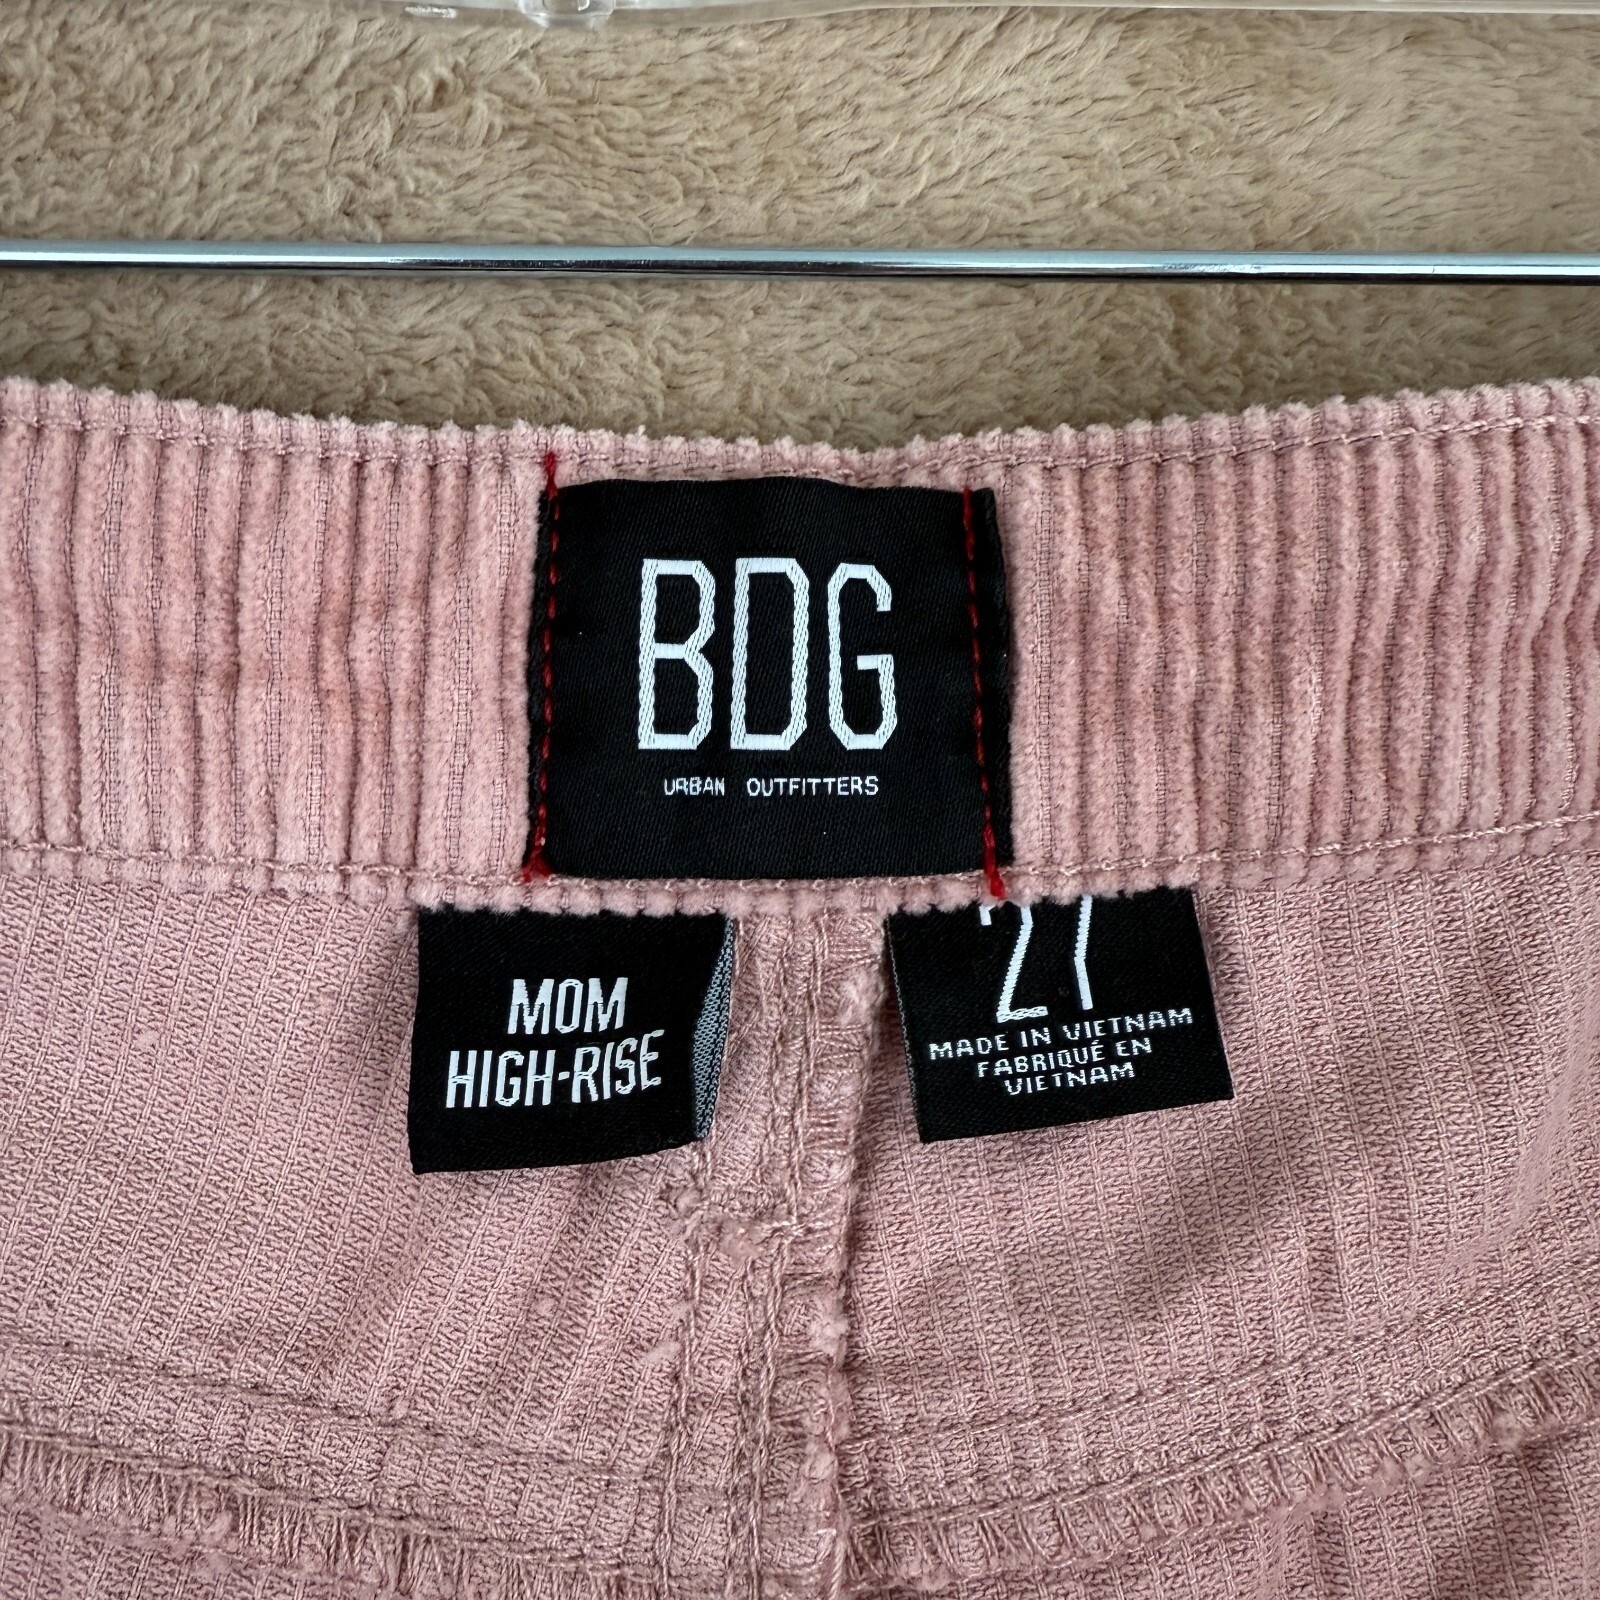 BDG
URBAN OUTFITTERS
MOM
HIGH-RISE
27
MADE IN VIETNAM
FABRIQUÉ EN
VIETNAM